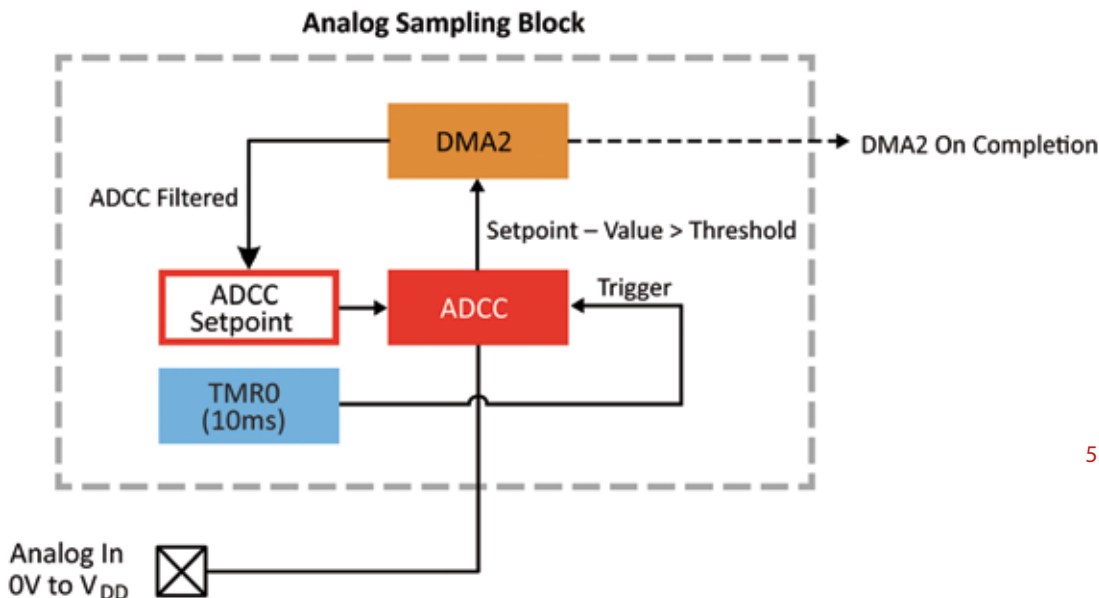 Analog Sampling Block
DMA2
DMA2 On Completion
ADCC Filtered
Setpoint – Value > Threshold
ADCC
Setpoint
ADCC
Trigger
TMR0
(10ms)
5
Analog In
0V to VDD